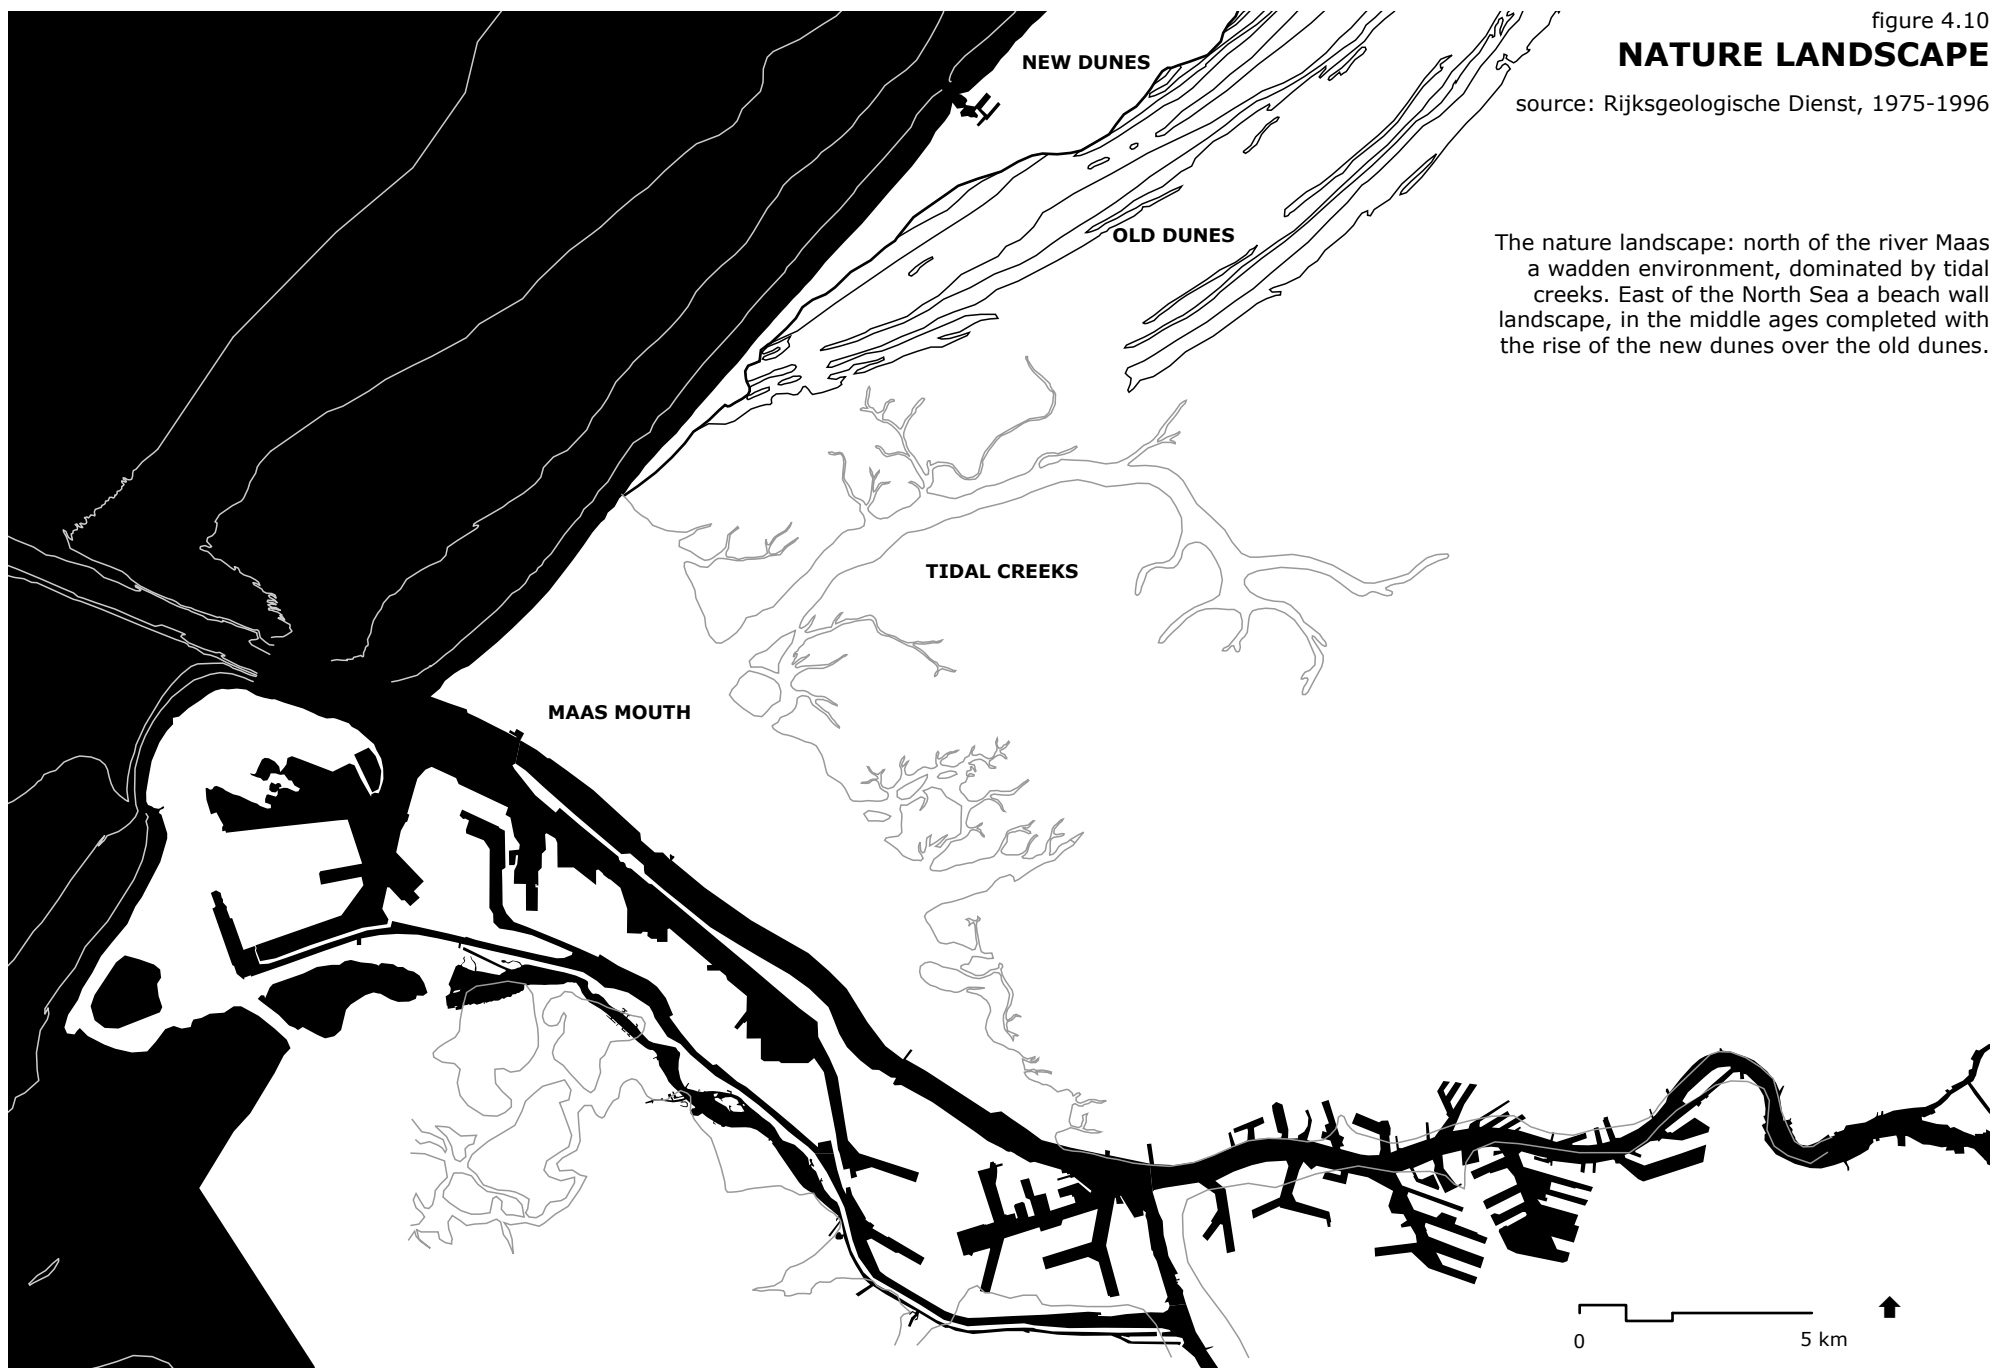 figure 4.10
NATURE LANDSCAPE
source: Rijksgeologische Dienst, 1975-1996
NEW DUNES
OLD DUNES
The nature landscape: north of the river Maas
a wadden environment, dominated by tidal
creeks. East of the North Sea a beach wall
landscape, in the middle ages completed with
the rise of the new dunes over the old dunes.
TIDAL CREEKS
MAAS MOUTH
0
5 km